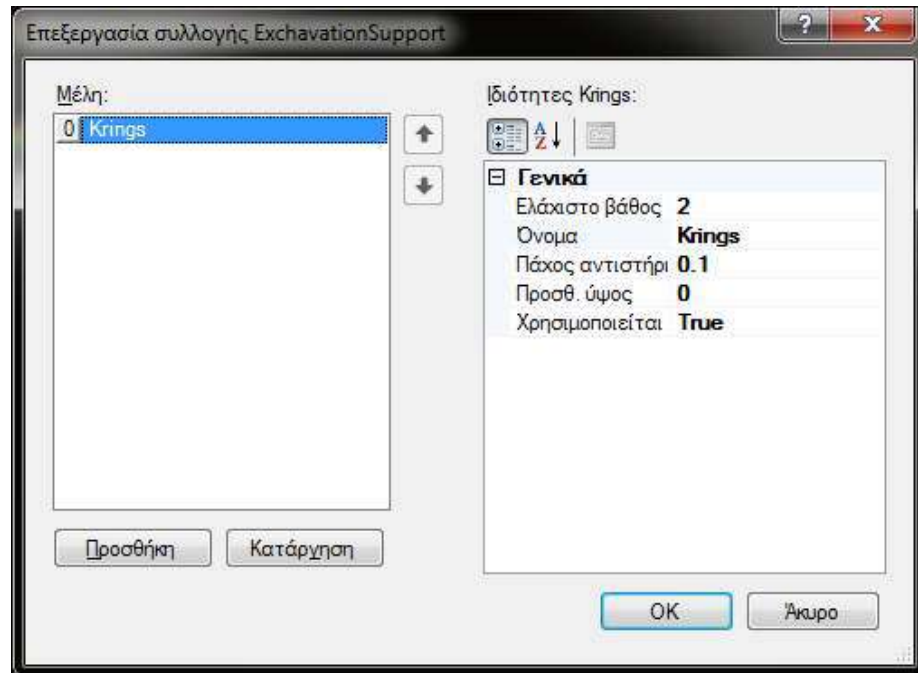 Επεξεργασία συλλογής ExchavationSupport
Μέλη:
0 Krings
Ιδιότητες Krings:
Γενικά
Ελάχιστο βάθος 2
Όνομα Krings
Πάχος αντιστήρι 0.1
Προσθ. ύψος 0
Χρησιμοποιείται True
Προσθήκη
Κατάργηση
OK
Άκυρο